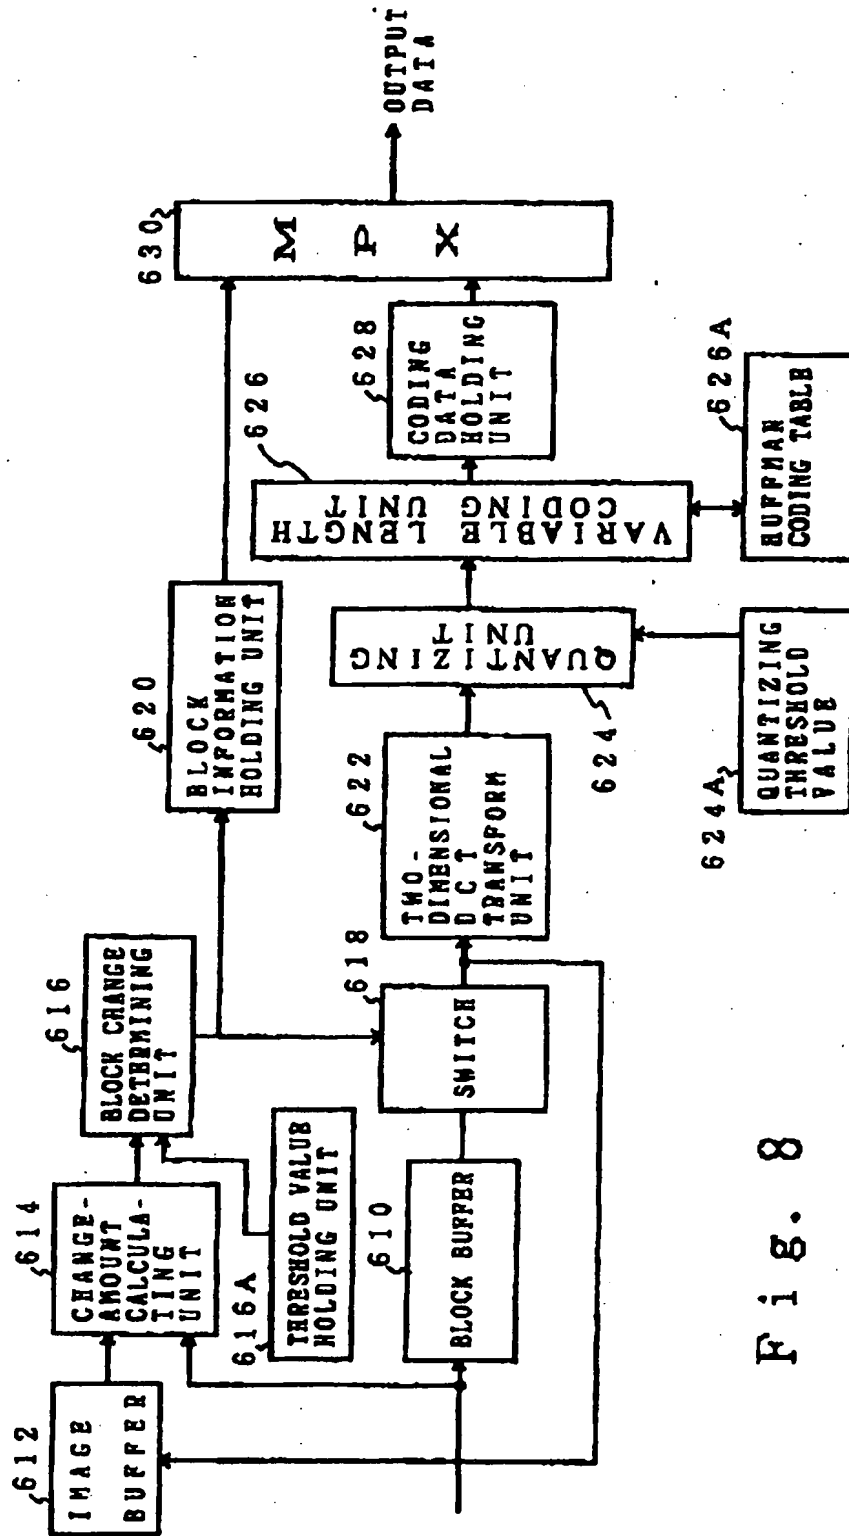 612
IMAGE
BUFFER
614
CHANGE-
AMOUNT
CALCULA-
TING
UNIT
616
BLOCK CHANGE
DETERMINING
UNIT
616A
THRESHOLD VALUE
HOLDING UNIT
610
BLOCK BUFFER
618
SWITCH
620
BLOCK
INFORMATION
HOLDING UNIT
622
TWO-
DIMENSIONAL
DCT
TRANSFORM
UNIT
624
QUANTIZING
UNIT
624A
QUANTIZING
THRESHOLD
VALUE
626
VARIABLE LENGTH
CODING UNIT
626A
HUFFMAN
CODING TABLE
628
CODING
DATA
HOLDING
UNIT
630
MPX
OUTPUT
DATA
Fig. 8